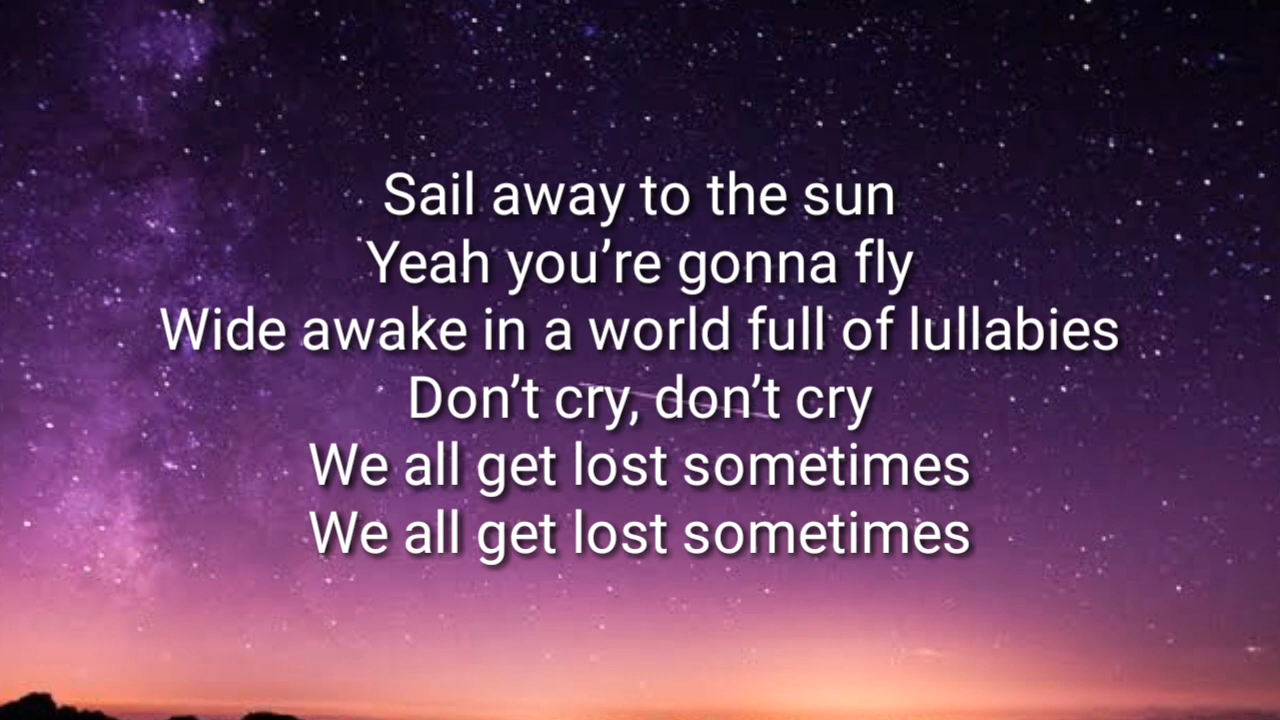 Sail away to the sun
Yeah you’re gonna fly
Wide awake in a world full of lullabies
Don’t cry, don’t cry
We all get lost sometimes
We all get lost sometimes